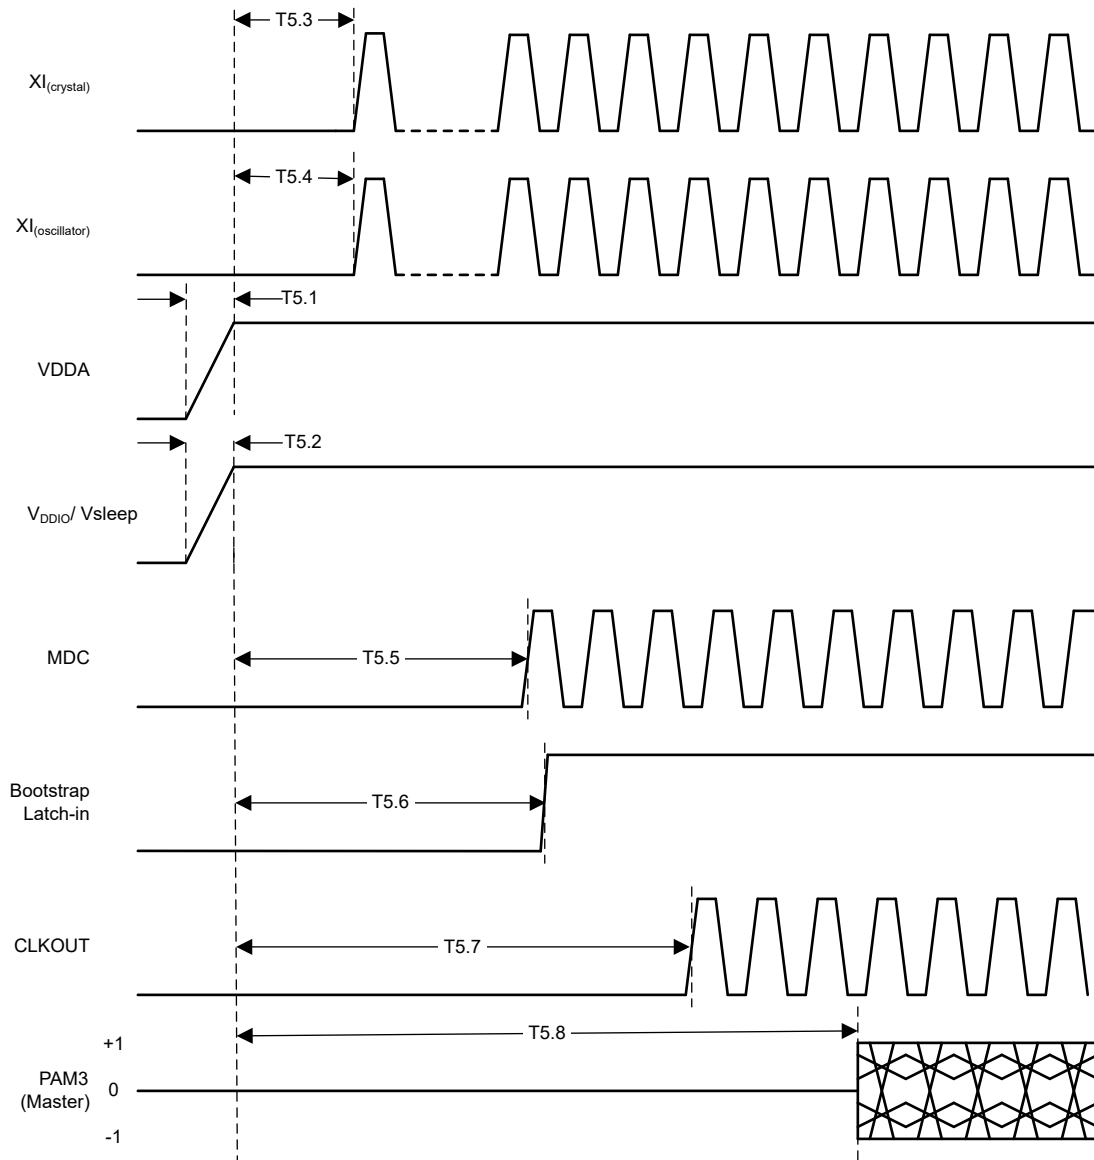 T5.3
XI(crystal)
T5.4
XI(oscillator)
T5.1
VDDA
T5.2
VDDIO/ Vsleep
T5.5
MDC
Bootstrap
Latch-in
T5.6
CLKOUT
T5.7
T5.8
+1
PAM3
(Master)
0
-1